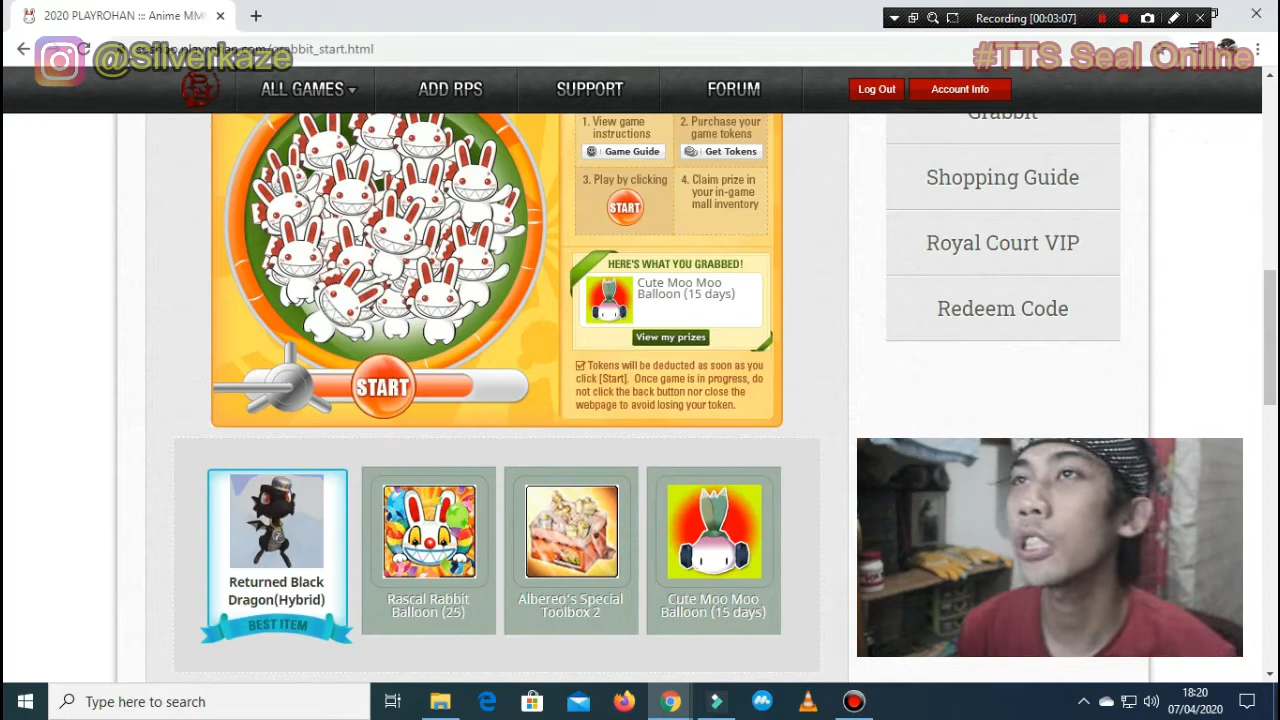 2020 PLAYROHAN ::: Anime MM
Recording [00:03:07]
playrohan.com/grabbit_start.html
@Silverkaze
#TTS Seal Online
ALL GAMES
ADD RPS
SUPPORT
FORUM
Log Out
Account Info
1. View game instructions
Game Guide
2. Purchase your game tokens
Get Tokens
3. Play by clicking
START
4. Claim prize in your in-game mall inventory
HERE'S WHAT YOU GRABBED!
Cute Moo Moo
Balloon (15 days)
View my prizes
Tokens will be deducted as soon as you
click [Start]. Once game is in progress, do
not click the back button nor close the
webpage to avoid losing your token.
START
Grabbit
Shopping Guide
Royal Court VIP
Redeem Code
Returned Black
Dragon(Hybrid)
BEST ITEM
Rascal Rabbit
Balloon (25)
Albereo's Special
Toolbox 2
Cute Moo Moo
Balloon (15 days)
Type here to search
18:20
07/04/2020